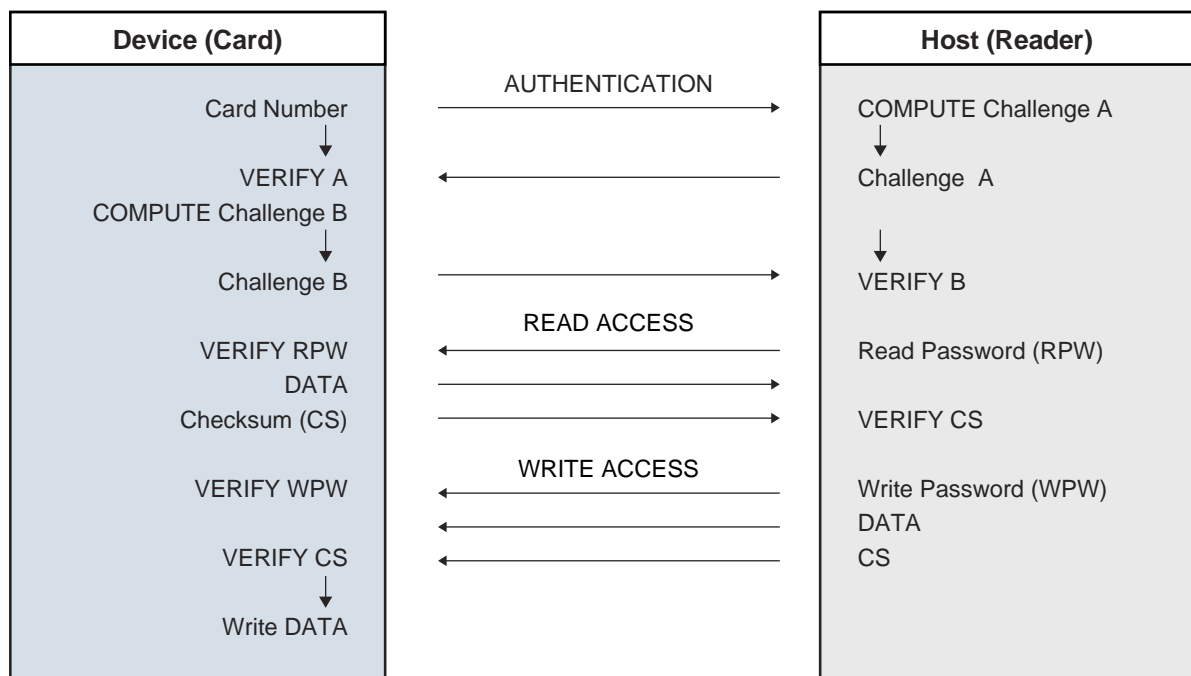 Device (Card)
Host (Reader)
AUTHENTICATION
Card Number
COMPUTE Challenge A
VERIFY A
Challenge A
COMPUTE Challenge B
Challenge B
VERIFY B
READ ACCESS
VERIFY RPW
Read Password (RPW)
DATA
Checksum (CS)
VERIFY CS
WRITE ACCESS
VERIFY WPW
Write Password (WPW)
DATA
VERIFY CS
CS
Write DATA